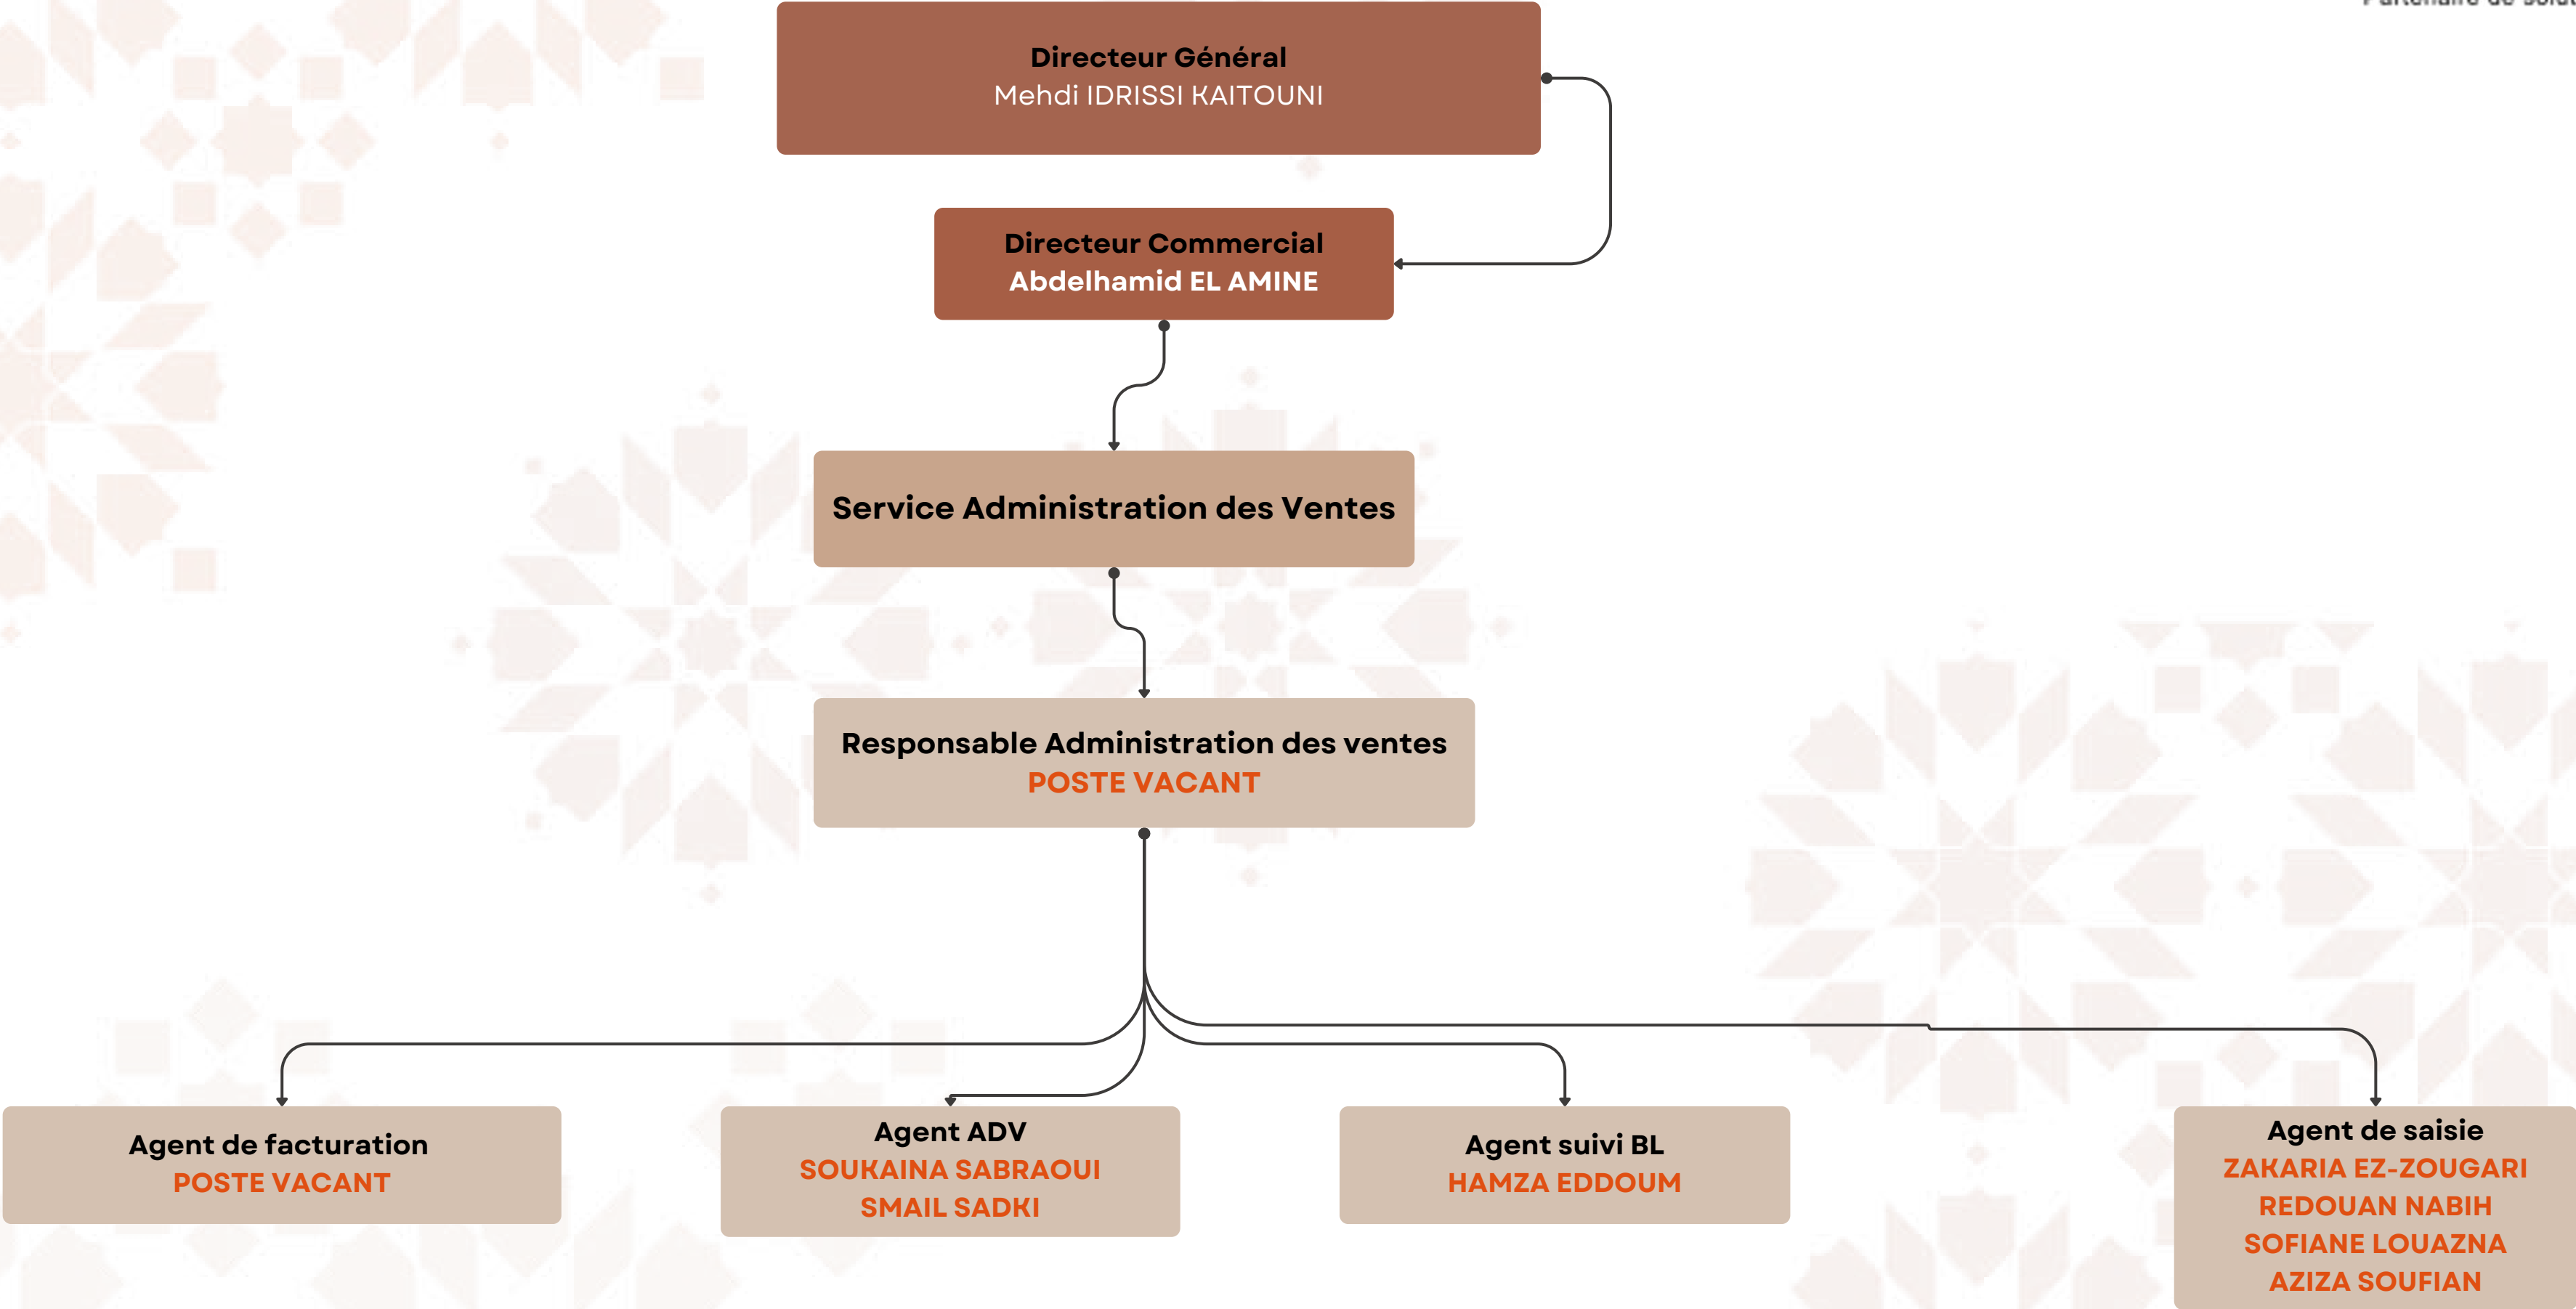 Directeur Général
Mehdi IDRISSI KAITOUNI
Directeur Commercial
Abdelhamid EL AMINE
Service Administration des Ventes
Responsable Administration des ventes
POSTE VACANT
Agent de facturation
POSTE VACANT
Agent ADV
SOUKAINA SABRAOUI
SMAIL SADKI
Agent suivi BL
HAMZA EDDOUM
Agent de saisie
ZAKARIA EZ-ZOUGARI
REDOUAN NABIH
SOFIANE LOUAZNA
AZIZA SOUFIAN